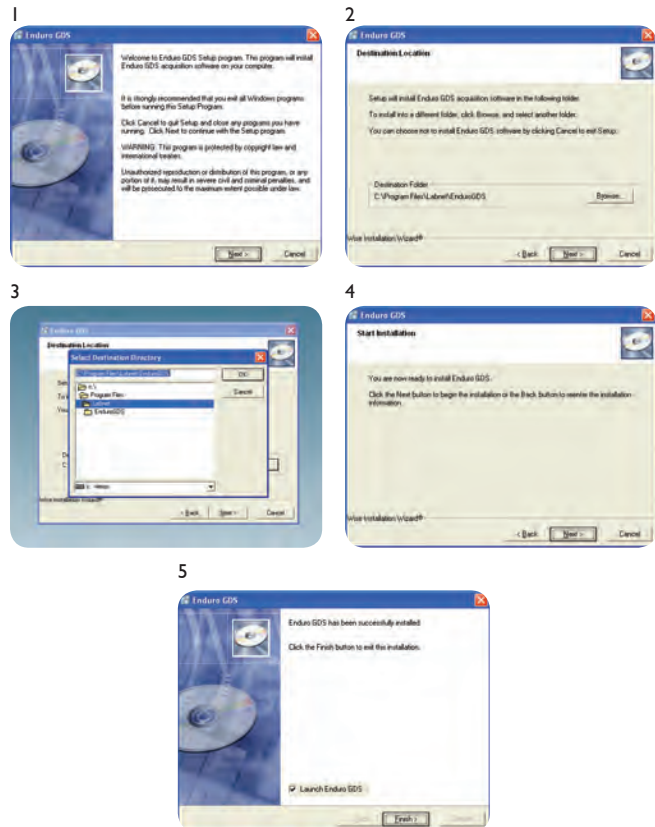 1
Enduro GDS
Welcome to Enduro GDS Setup program. This program will install
Enduro GDS acquisition software on your computer.
It is strongly recommended that you exit all Windows programs
before running this Setup Program.
Click Cancel to quit Setup and close any programs you have
running. Click Next to continue with the Setup program.
WARNING: This program is protected by copyright law and
international treaties.
Unauthorized reproduction or distribution of this program, or any
portion of it, may result in severe civil and criminal penalties, and
will be prosecuted to the maximum extent possible under law.
Next >
Cancel
2
Enduro GDS
Destination Location
Setup will install Enduro GDS acquisition software in the following folder.
To install into a different folder, click Browse, and select another folder.
You can choose not to install Enduro GDS software by clicking Cancel to exit Setup.
Destination Folder
C:\Program Files\Labnet\EnduroGDS
Browse...
Wise Installation Wizard®
< Back
Next >
Cancel
3
Enduro GDS
Destination Location
Select Destination Directory
C:\Program Files\Labnet\EnduroGDS
OK
Cancel
C:\
Program Files
Labnet
EnduroGDS
< Back
Next >
Cancel
4
Enduro GDS
Start Installation
You are now ready to install Enduro GDS.
Click the Next button to begin the installation or the Back button to reenter the installation
information.
Wise Installation Wizard®
< Back
Next >
Cancel
5
Enduro GDS
Enduro GDS has been successfully installed.
Click the Finish button to exit this installation.
Launch Enduro GDS
Finish >